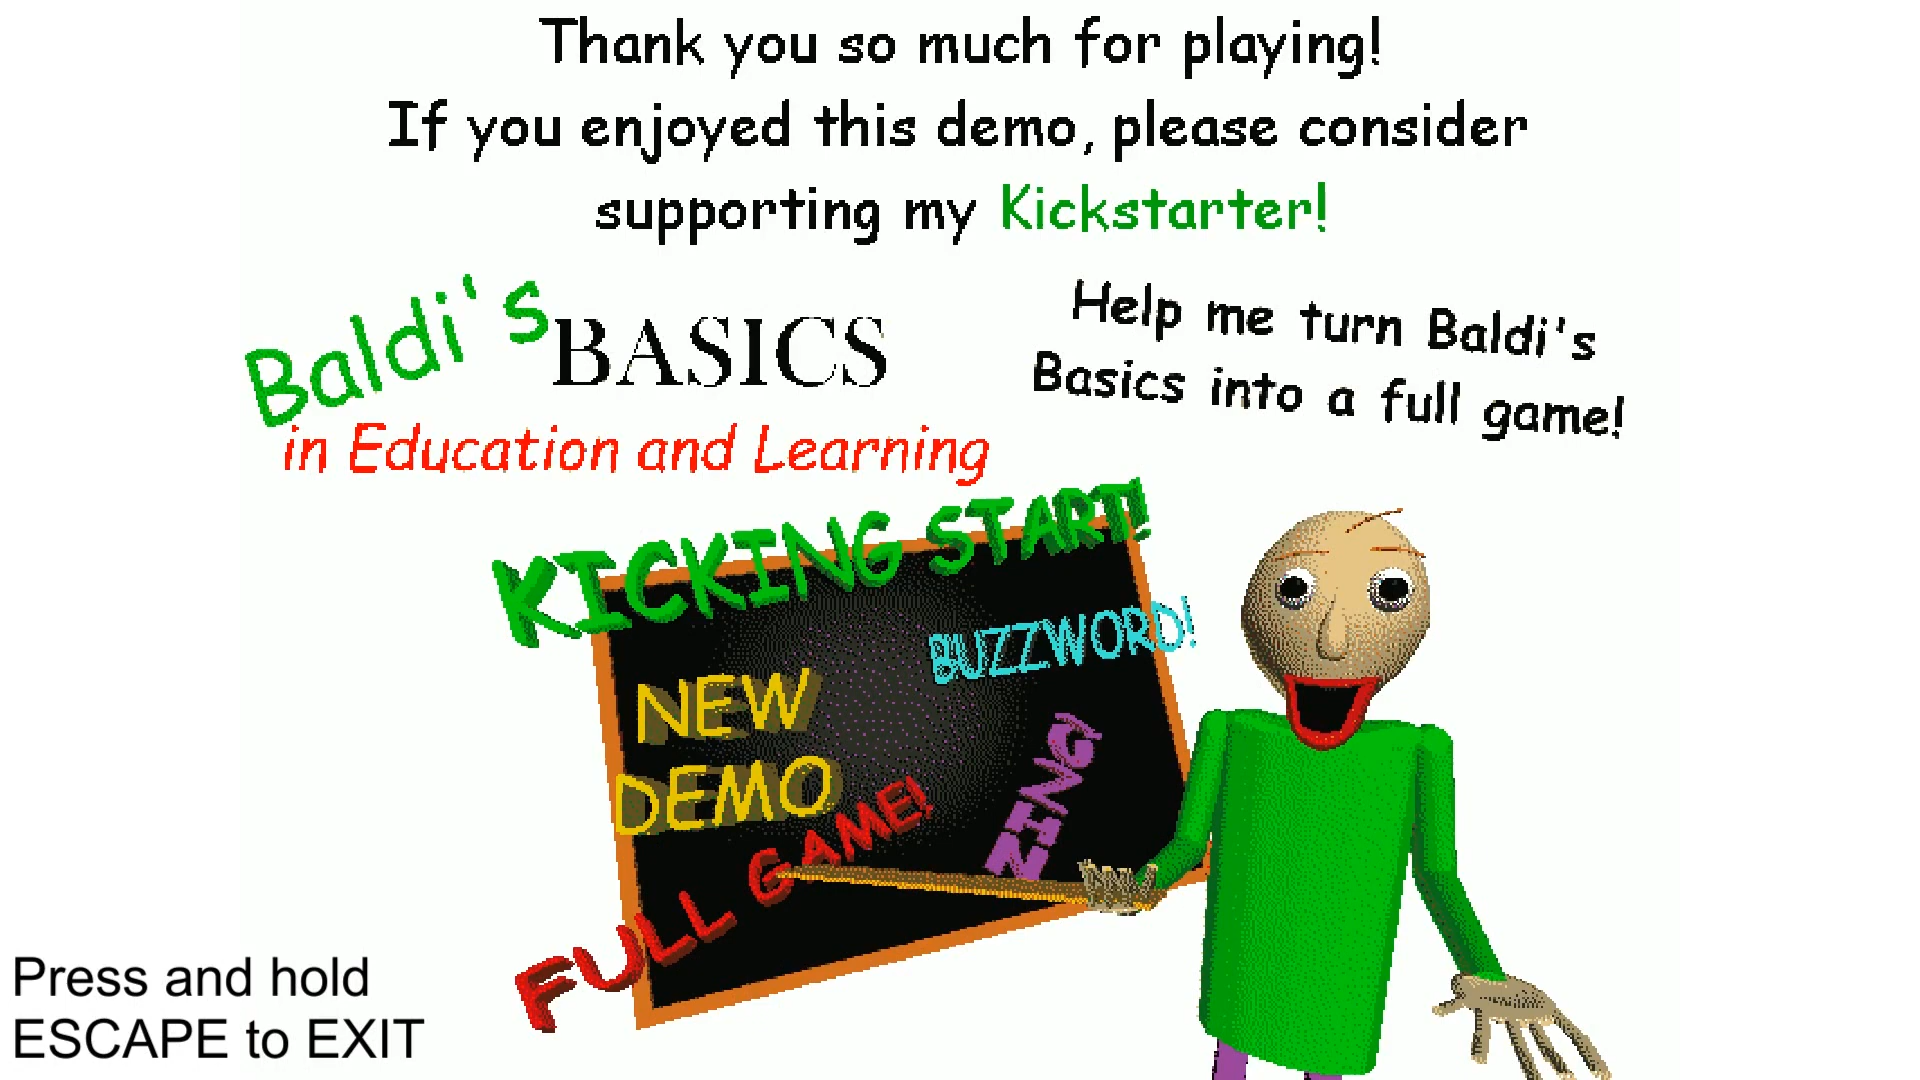 Thank you so much for playing!
If you enjoyed this demo, please consider
supporting my Kickstarter!
Baldi's BASICS
in Education and Learning
Help me turn Baldi's
Basics into a full game!
KICKING START!
BUZZWORD!
NEW
DEMO
ZING!
FULL GAME!
Press and hold
ESCAPE to EXIT